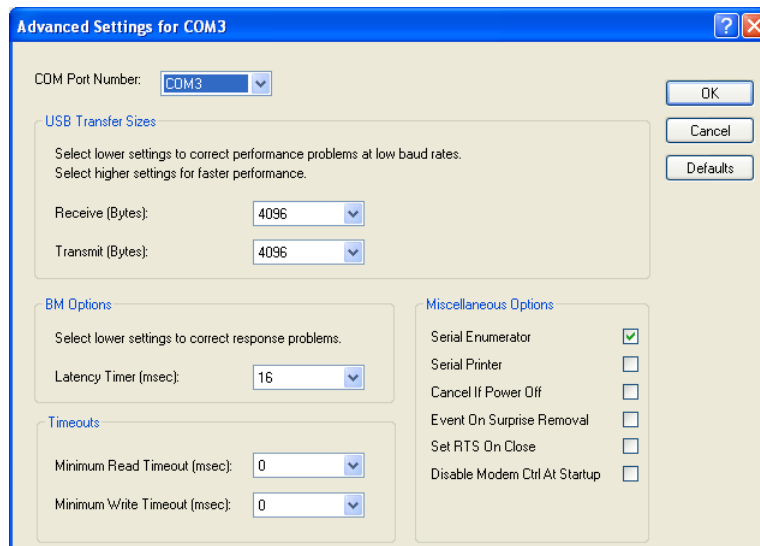 Advanced Settings for COM3
COM Port Number: COM3
OK
Cancel
Defaults
USB Transfer Sizes
Select lower settings to correct performance problems at low baud rates.
Select higher settings for faster performance.
Receive (Bytes): 4096
Transmit (Bytes): 4096
BM Options
Select lower settings to correct response problems.
Latency Timer (msec): 16
Timeouts
Minimum Read Timeout (msec): 0
Minimum Write Timeout (msec): 0
Miscellaneous Options
Serial Enumerator
Serial Printer
Cancel If Power Off
Event On Surprise Removal
Set RTS On Close
Disable Modem Ctrl At Startup